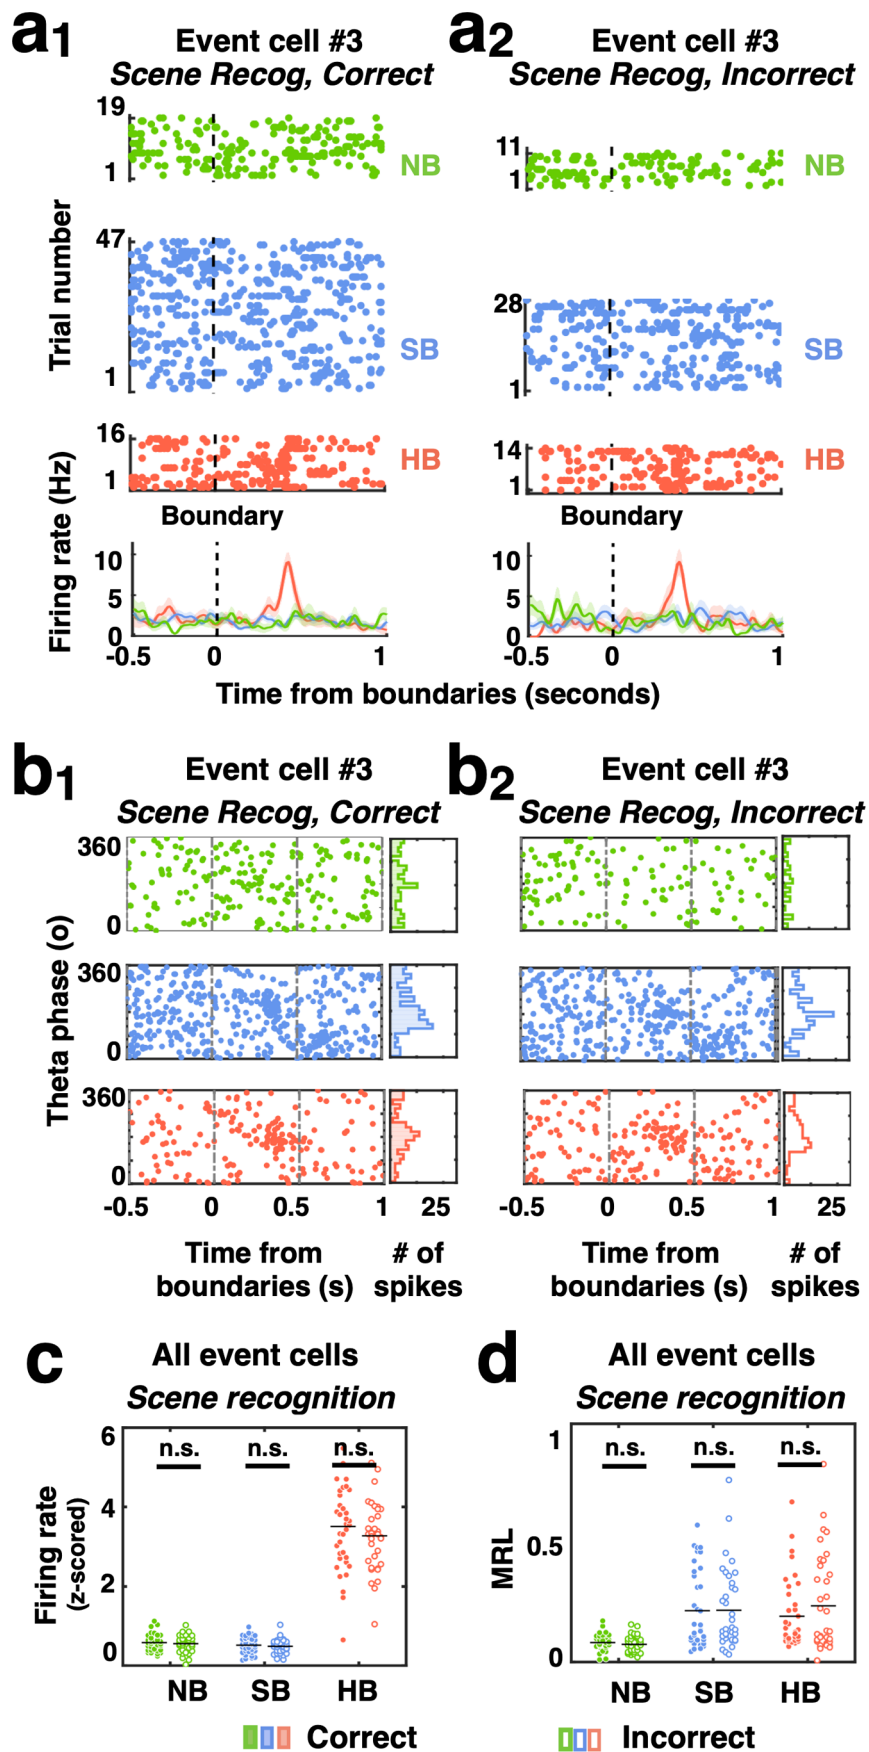 a1
Event cell #3
Scene Recog, Correct
a2
Event cell #3
Scene Recog, Incorrect
Trial number
19
1
NB
11
1
NB
47
1
SB
28
1
SB
16
1
HB
14
1
HB
Boundary
Boundary
Firing rate (Hz)
10
5
0
-0.5
0
1
10
5
0
-0.5
0
1
Time from boundaries (seconds)
b1
Event cell #3
Scene Recog, Correct
b2
Event cell #3
Scene Recog, Incorrect
Theta phase (o)
360
0
360
0
360
0
-0.5
0
0.5
1
25
-0.5
0
0.5
1
25
Time from
boundaries (s)
# of
spikes
Time from
boundaries (s)
# of
spikes
c
All event cells
Scene recognition
Firing rate
(z-scored)
6
4
2
0
n.s.
n.s.
n.s.
NB
SB
HB
d
All event cells
Scene recognition
MRL
1
0.5
0
n.s.
n.s.
n.s.
NB
SB
HB
Correct
Incorrect